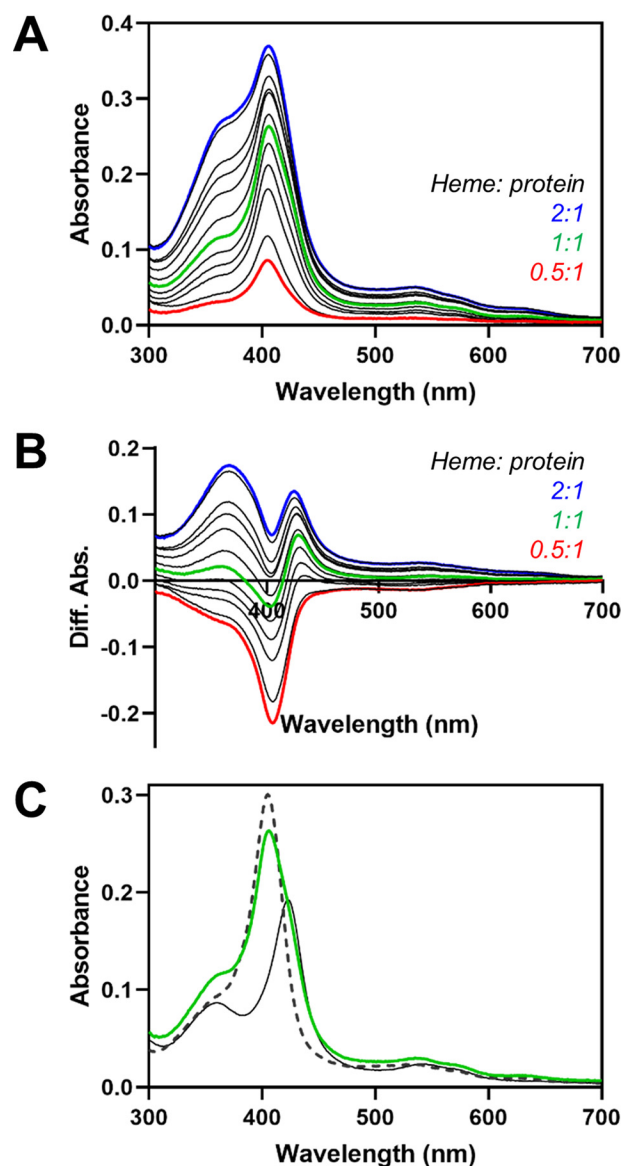 A
0.4
0.3
0.2
0.1
0.0
Absorbance
Heme: protein
2:1
1:1
0.5:1
300 400 500 600 700
Wavelength (nm)
B
0.2
0.1
0.0
-0.1
-0.2
Diff. Abs.
Heme: protein
2:1
1:1
0.5:1
400 500 600 700
Wavelength (nm)
C
0.3
0.2
0.1
0.0
Absorbance
300 400 500 600 700
Wavelength (nm)